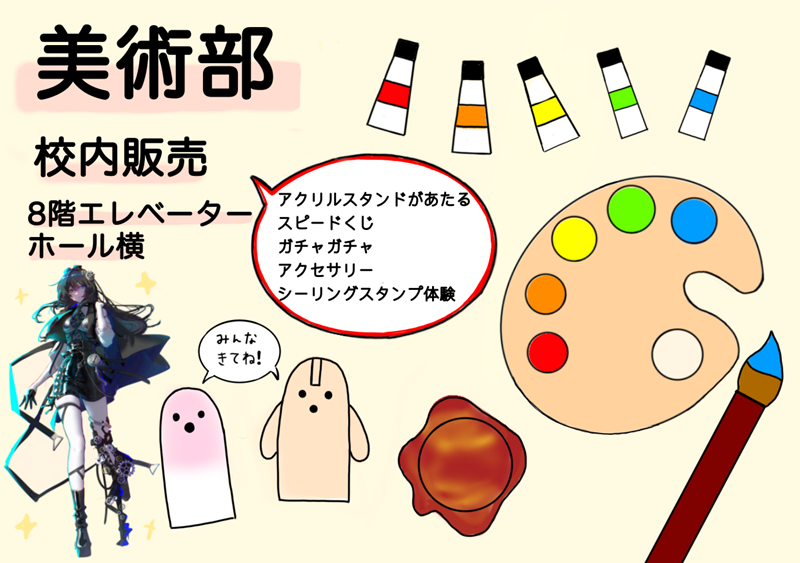 美術部
校内販売
8階エレベーター
ホール横
アクリルスタンドがあたる
スピードくじ
ガチャガチャ
アクセサリー
シーリングスタンプ体験
みんな
きてね!